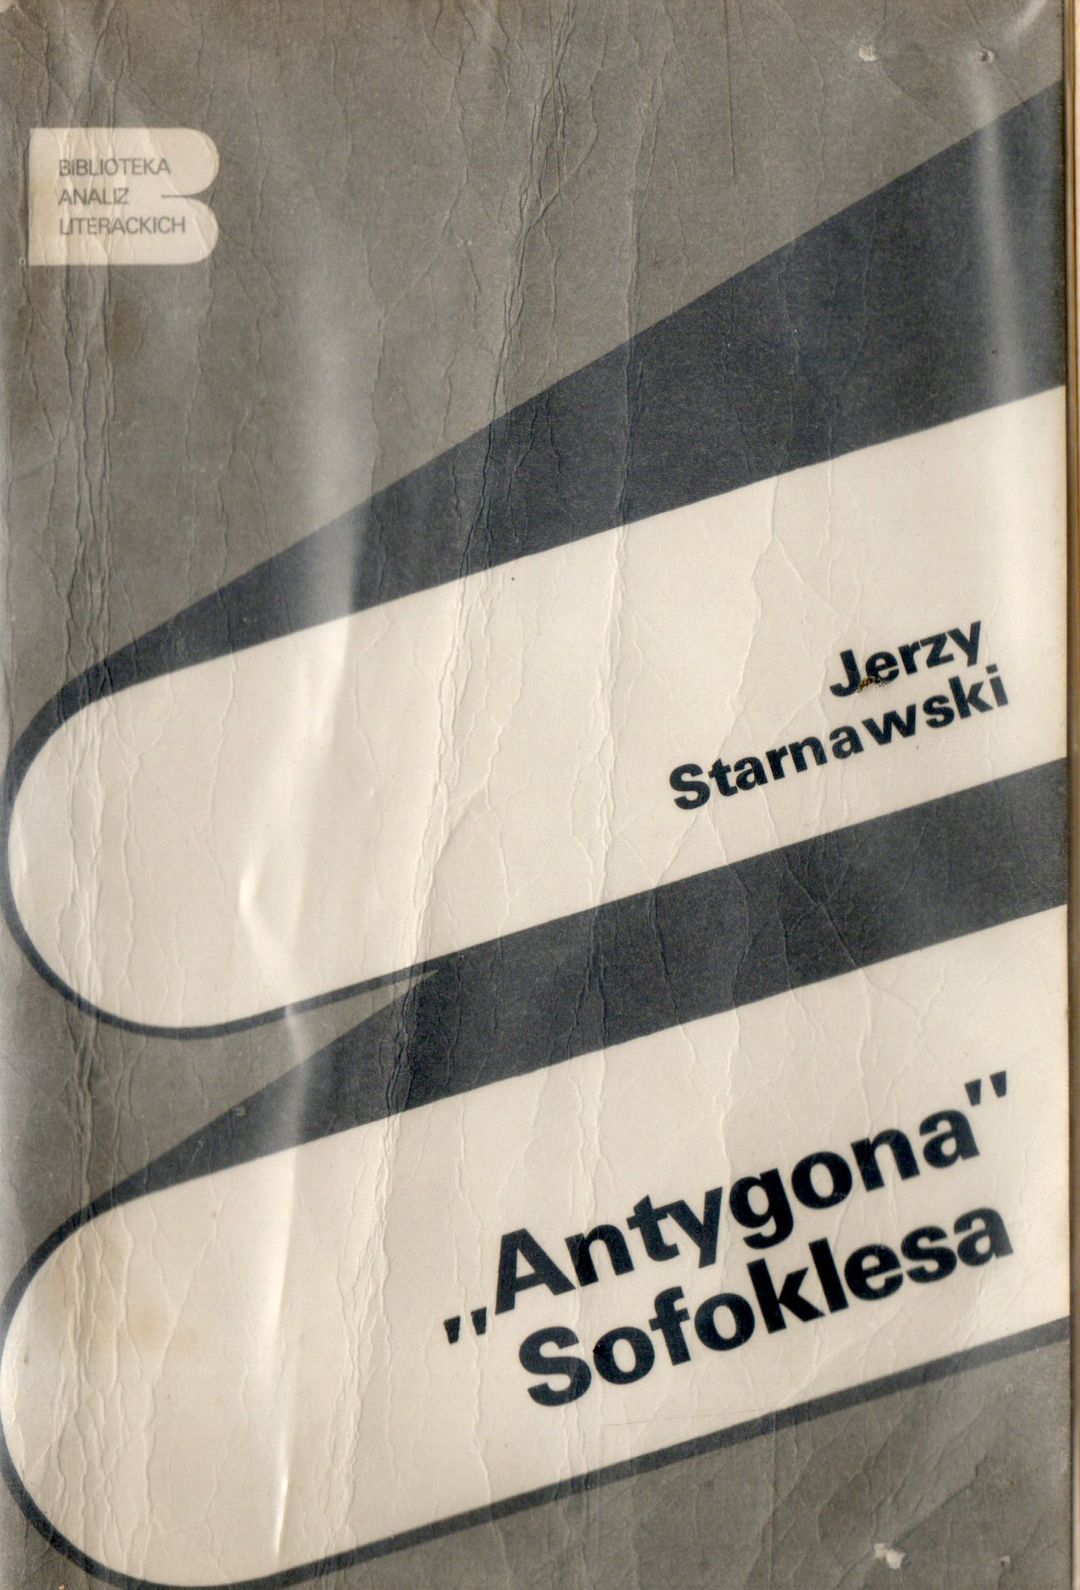 BIBLIOTEKA
ANALIZ
LITERACKICH
Jerzy
Starnawski
„Antygona”
Sofoklesa